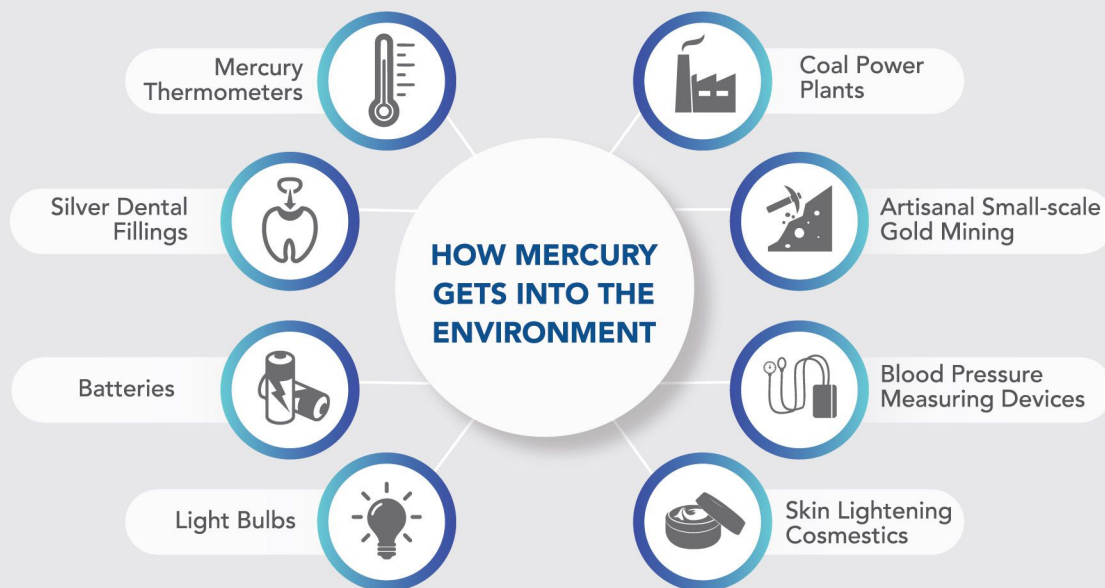 Mercury
Thermometers
Coal Power
Plants
Silver Dental
Fillings
Artisanal Small-scale
Gold Mining
HOW MERCURY
GETS INTO THE
ENVIRONMENT
Batteries
Blood Pressure
Measuring Devices
Light Bulbs
Skin Lightening
Cosmestics